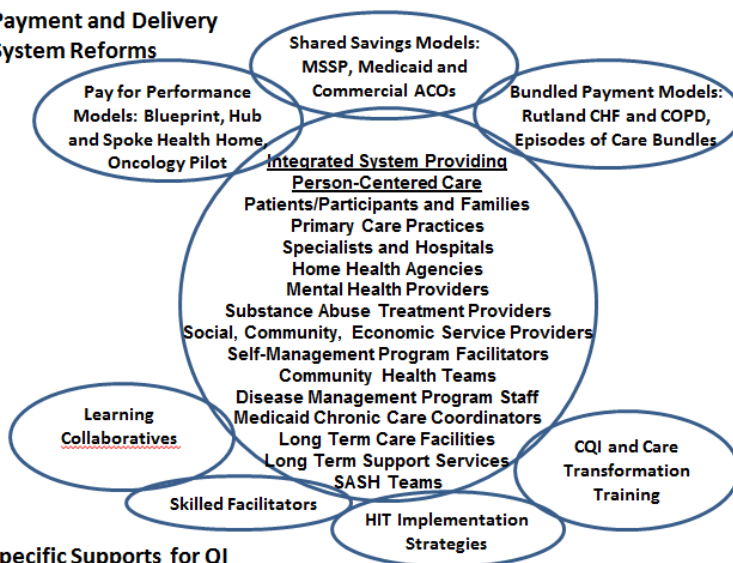 Payment and Delivery
System Reforms
Shared Savings Models:
MSSP, Medicaid and
Commercial ACOs
Pay for Performance
Models: Blueprint, Hub
and Spoke Health Home,
Oncology Pilot
Bundled Payment Models:
Rutland CHF and COPD,
Episodes of Care Bundles
Integrated System Providing
Person-Centered Care
Patients/Participants and Families
Primary Care Practices
Specialists and Hospitals
Home Health Agencies
Mental Health Providers
Substance Abuse Treatment Providers
Social, Community, Economic Service Providers
Self-Management Program Facilitators
Community Health Teams
Disease Management Program Staff
Medicaid Chronic Care Coordinators
Long Term Care Facilities
Long Term Support Services
SASH Teams
Learning
Collaboratives
Skilled Facilitators
HIT Implementation
Strategies
CQI and Care
Transformation
Training
Specific Supports for QI